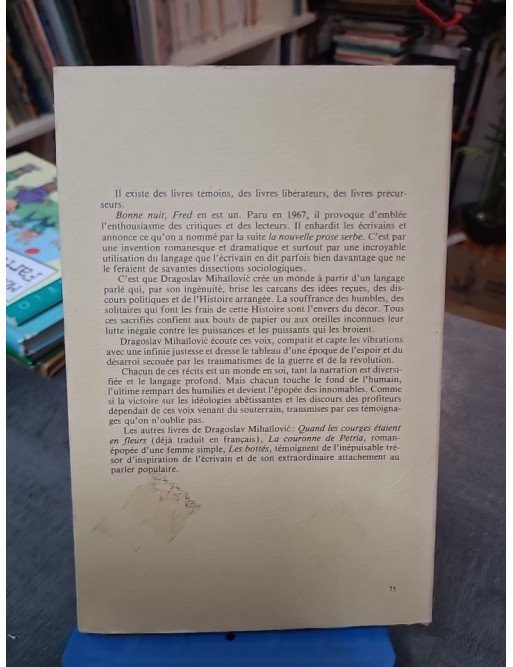 Il existe des livres témoins, des livres libérateurs, des livres précur-
seurs.
Bonne nuit, Fred en est un. Paru en 1967, il provoque d'emblée
l'enthousiasme des critiques et des lecteurs. Il enhardit les écrivains et
annonce ce qu'on a nommé par la suite la nouvelle prose serbe. C'est par
une invention romanesque et dramatique et surtout par une incroyable
utilisation du langage que l'écrivain en dit parfois bien davantage que ne
le feraient de savantes dissections sociologiques.
C'est que Dragoslav Mihaïlović crée un monde à partir d'un langage
parlé qui, par son ingénuité, brise les carcans des idées reçues, des dis-
cours politiques et de l'Histoire arrangée. La souffrance des humbles, des
solitaires qui font les frais de cette Histoire sont l'envers du décor. Tous
ces sacrifiés confient aux bouts de papier ou aux oreilles inconnues leur
lutte inégale contre les puissances et les puissants qui les broient.
Dragoslav Mihaïlović écoute ces voix, compatit et capte les vibrations
avec une infinie justesse et dresse le tableau d'une époque de l'espoir et du
désarroi secouée par les traumatismes de la guerre et de la révolution.
Chacun de ces récits est un monde en soi, tant la narration est diversi-
fiée et le langage profond. Mais chacun touche le fond de l'humain,
l'ultime rempart des humiliés et devient l'épopée des innomables. Comme
si la victoire sur les idéologies abêtissantes et les discours des profiteurs
dépendait de ces voix venant du souterrain, transmises par ces témoigna-
ges qu'on n'oublie pas.
Les autres livres de Dragoslav Mihaïlović: Quand les courges étaient
en fleurs (déjà traduit en français), La couronne de Petria, roman-
épopée d'une femme simple, Les bottés, témoignent de l'inépuisable tré-
sor d'inspiration de l'écrivain et de son extraordinaire attachement au
parler populaire.
75